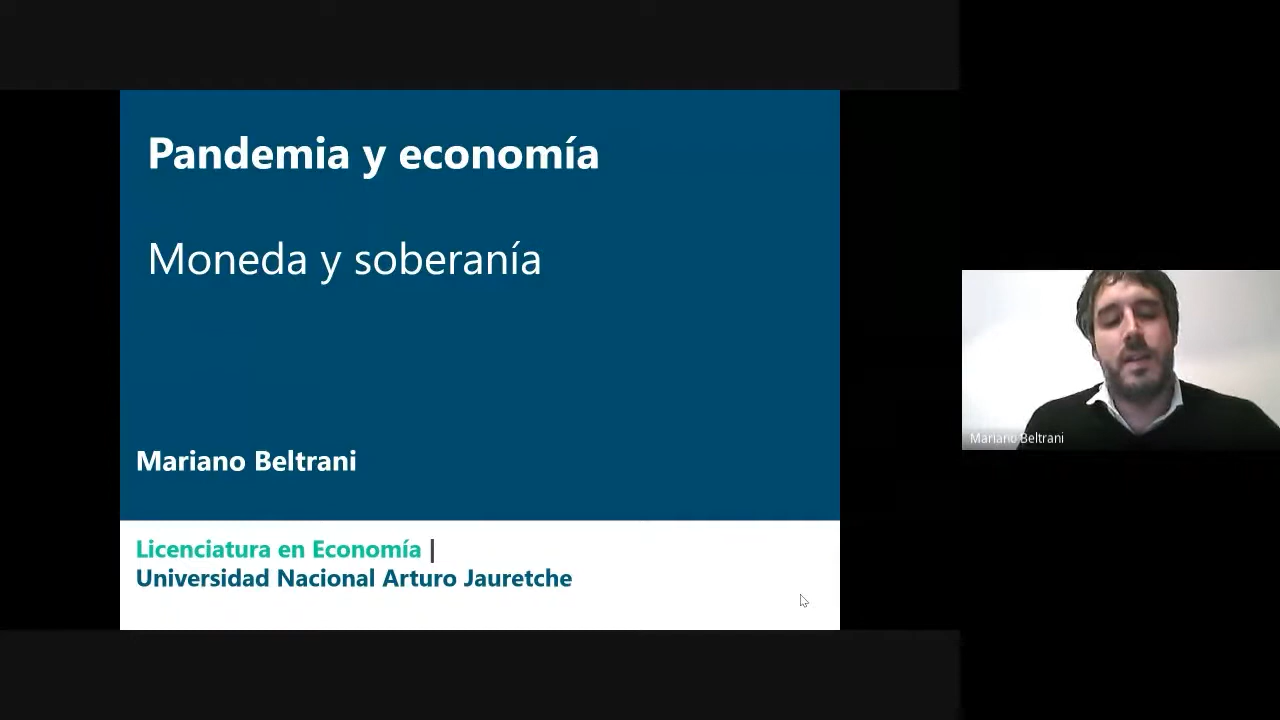 Pandemia y economía
Moneda y soberanía
Mariano Beltrani
Licenciatura en Economía |
Universidad Nacional Arturo Jauretche
Mariano Beltrani